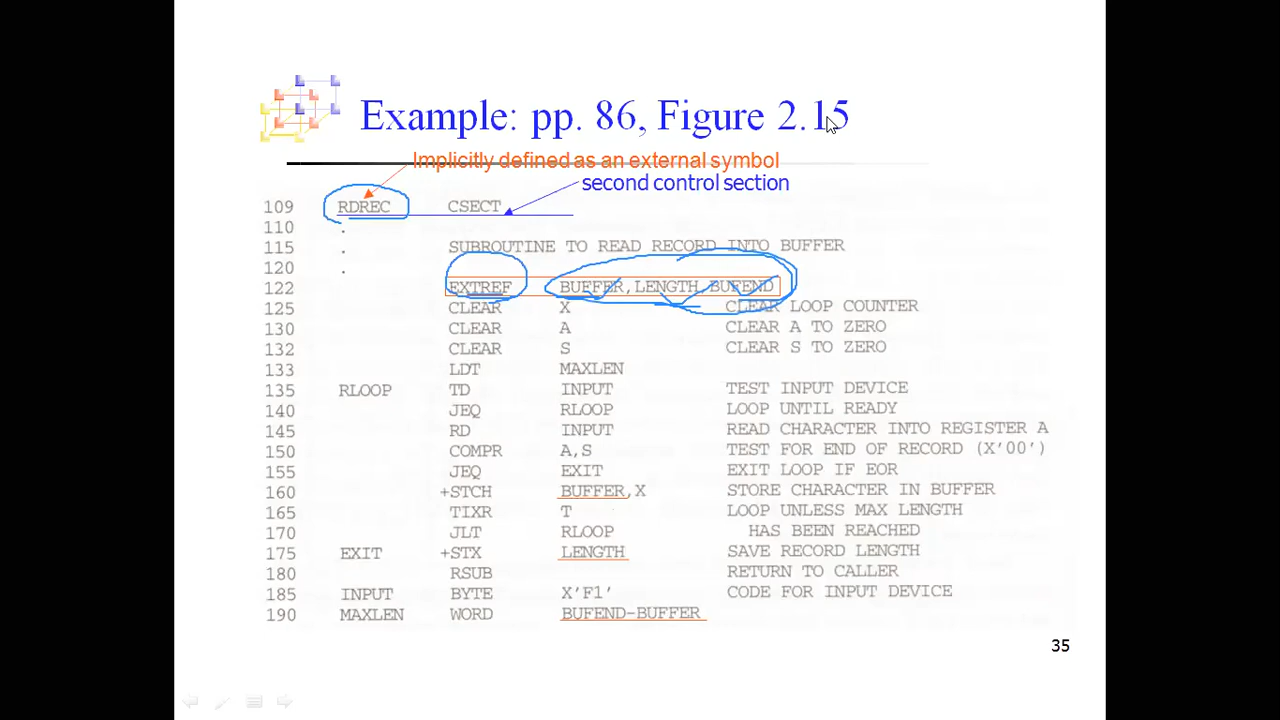 Example: pp. 86, Figure 2.15
Implicitly defined as an external symbol
second control section
109 RDREC CSECT
110 .
115 . SUBROUTINE TO READ RECORD INTO BUFFER
120 .
122 EXTREF BUFFER,LENGTH,BUFEND
125 CLEAR X CLEAR LOOP COUNTER
130 CLEAR A CLEAR A TO ZERO
132 CLEAR S CLEAR S TO ZERO
133 LDT MAXLEN
135 RLOOP TD INPUT TEST INPUT DEVICE
140 JEQ RLOOP LOOP UNTIL READY
145 RD INPUT READ CHARACTER INTO REGISTER A
150 COMPR A,S TEST FOR END OF RECORD (X'00')
155 JEQ EXIT EXIT LOOP IF EOR
160 +STCH BUFFER,X STORE CHARACTER IN BUFFER
165 TIXR T LOOP UNLESS MAX LENGTH
170 JLT RLOOP HAS BEEN REACHED
175 EXIT +STX LENGTH SAVE RECORD LENGTH
180 RSUB RETURN TO CALLER
185 INPUT BYTE X'F1' CODE FOR INPUT DEVICE
190 MAXLEN WORD BUFEND-BUFFER
35